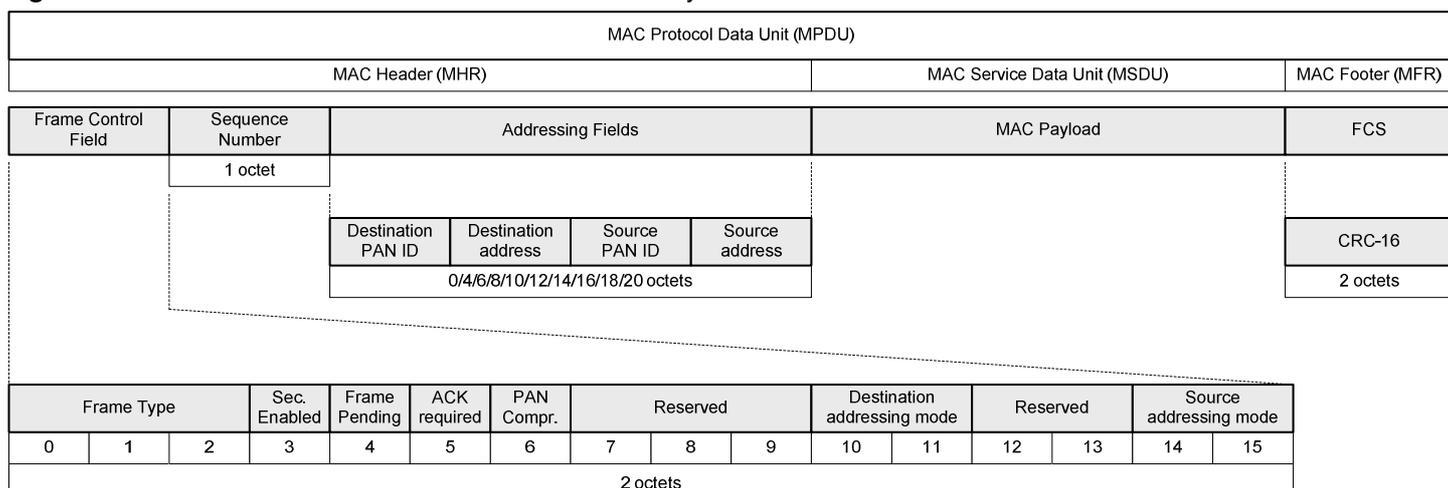 MAC Protocol Data Unit (MPDU)
MAC Header (MHR) MAC Service Data Unit (MSDU) MAC Footer (MFR)
Frame Control Field Sequence Number Addressing Fields MAC Payload FCS
1 octet
Destination PAN ID Destination address Source PAN ID Source address CRC-16
0/4/6/8/10/12/14/16/18/20 octets 2 octets
Frame Type Sec. Enabled Frame Pending ACK required PAN Compr. Reserved Destination addressing mode Reserved Source addressing mode
0 1 2 3 4 5 6 7 8 9 10 11 12 13 14 15
2 octets